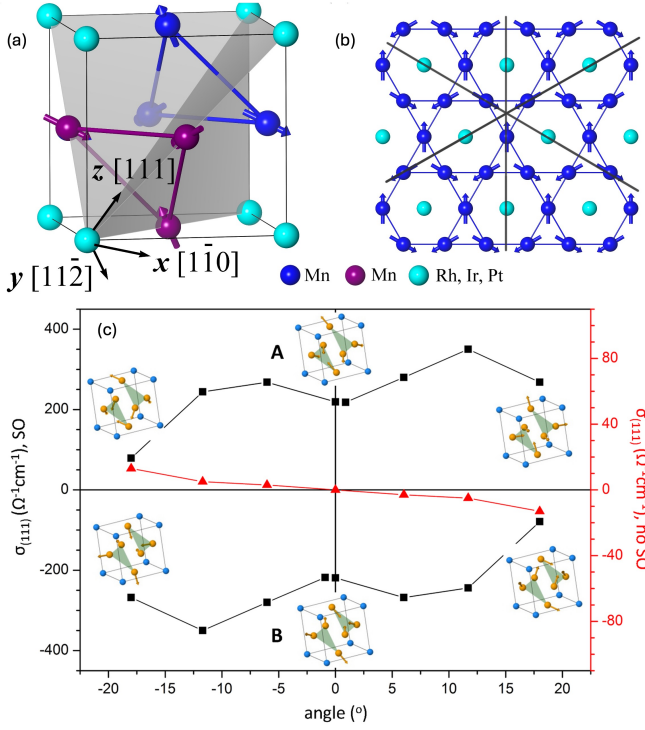 (a)
(b)
z [111]
x [11̅0]
y [112̅]
Mn Mn Rh, Ir, Pt
(c)
A
B
400
200
0
-200
-400
σ(111) (Ω⁻¹cm⁻¹), SO
80
40
0
-40
-80
σ(111) (Ω⁻¹cm⁻¹), no SO
-20 -15 -10 -5 0 5 10 15 20
angle (°)